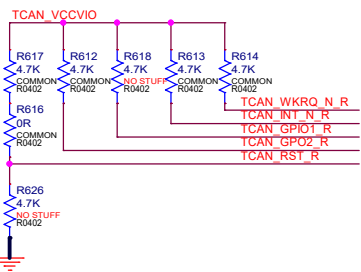 TCAN_VCCVIO
R617
4.7K
COMMON
R0402
R612
4.7K
COMMON
R0402
R618
4.7K
NO STUFF
R0402
R613
4.7K
COMMON
R0402
R614
4.7K
COMMON
R0402
R616
0R
COMMON
R0402
TCAN_WKRQ_N_R
TCAN_INT_N_R
TCAN_GPIO1_R
TCAN_GPO2_R
TCAN_RST_R
R626
4.7K
NO STUFF
R0402